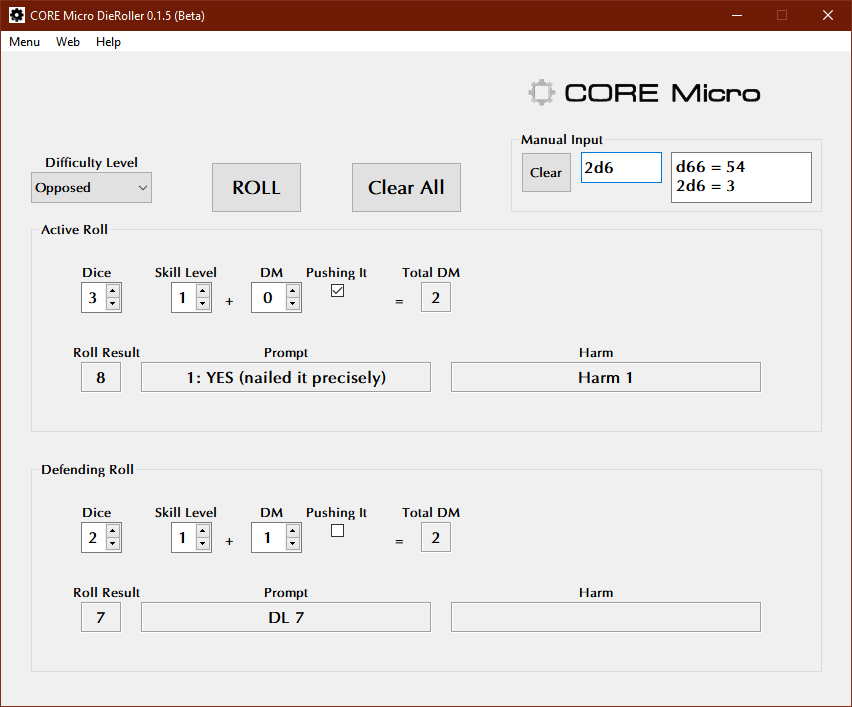 CORE Micro DieRoller 0.1.5 (Beta)
Menu Web Help
CORE Micro
Manual Input
Clear 2d6 d66 = 54
2d6 = 3
Difficulty Level
Opposed
ROLL Clear All
Active Roll
Dice Skill Level DM Pushing It Total DM
3 1 + 0 = 2
Roll Result Prompt Harm
8 1: YES (nailed it precisely) Harm 1
Defending Roll
Dice Skill Level DM Pushing It Total DM
2 1 + 1 = 2
Roll Result Prompt Harm
7 DL 7